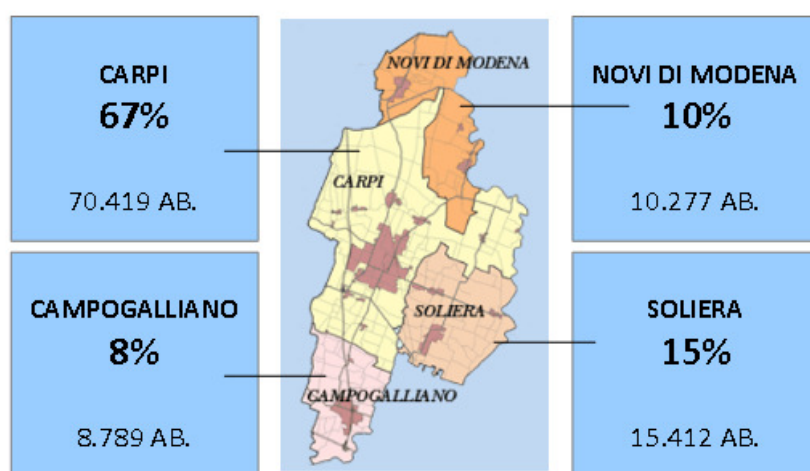 CARPI
67%
70.419 AB.
NOVI DI MODENA
10%
10.277 AB.
CAMPOGALLIANO
8%
8.789 AB.
SOLIERA
15%
15.412 AB.
NOVI DI MODENA
CARPI
SOLIERA
CAMPOGALLIANO